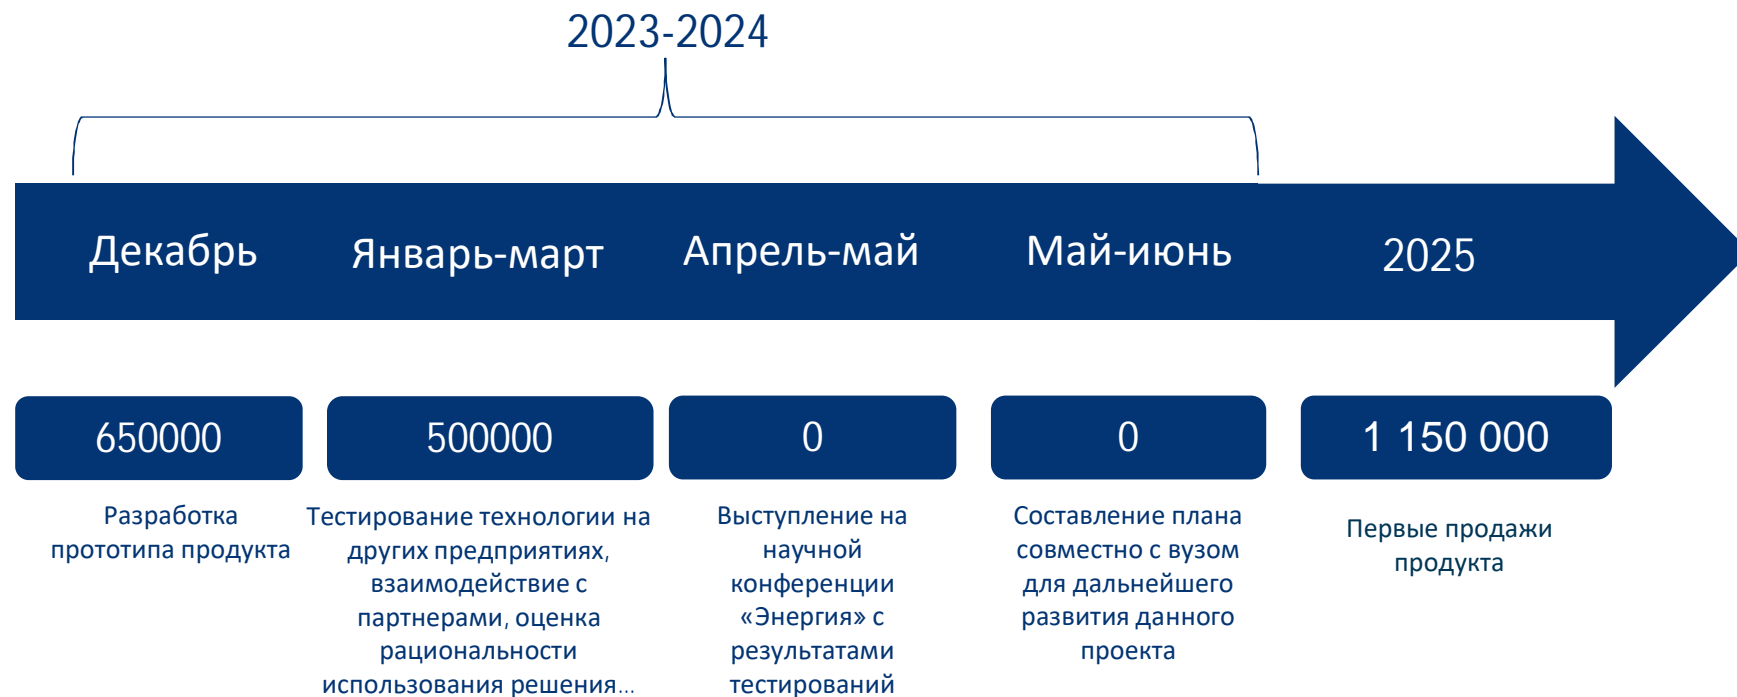 2023-2024
Декабрь
Январь-март
Апрель-май
Май-июнь
2025
650000
500000
0
0
1 150 000
Разработка
прототипа продукта
Тестирование технологии на
других предприятиях,
взаимодействие с
партнерами, оценка
рациональности
использования решения...
Выступление на
научной
конференции
«Энергия» с
результатами
тестирований
Составление плана
совместно с вузом
для дальнейшего
развития данного
проекта
Первые продажи
продукта